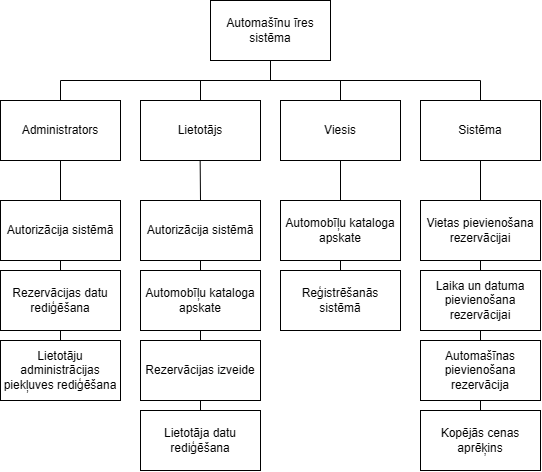 Automašīnu īres
sistēma
Administrators
Lietotājs
Viesis
Sistēma
Autorizācija sistēmā
Autorizācija sistēmā
Automobīļu kataloga
apskate
Vietas pievienošana
rezervācijai
Rezervācijas datu
rediģēšana
Automobīļu kataloga
apskate
Reģistrēšanās
sistēmā
Laika un datuma
pievienošana
rezervācijai
Lietotāju
administrācijas
piekļuves rediģēšana
Rezervācijas izveide
Automašīnas
pievienošana
rezervācija
Lietotāja datu
rediģēšana
Kopējās cenas
aprēķins